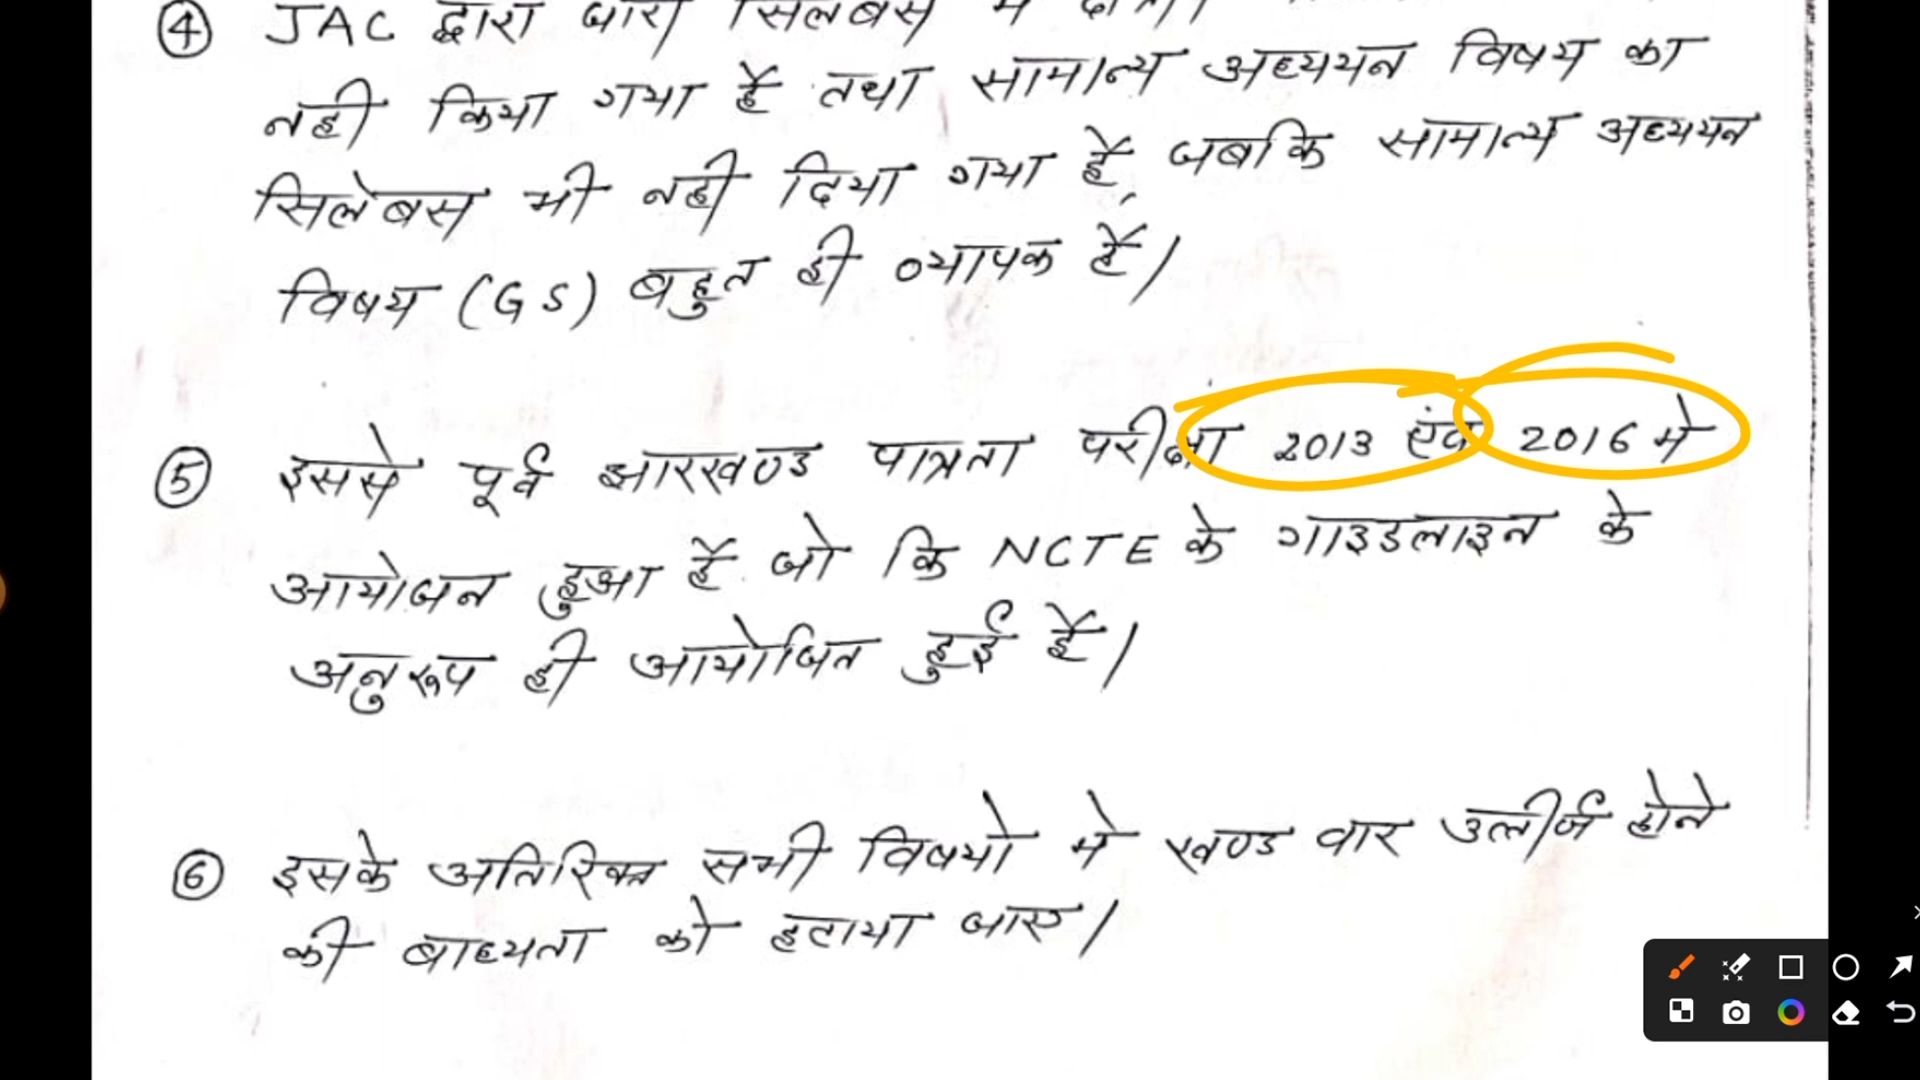 ④ JAC द्वारा जारी सिलेबस में
नही किया गया है तथा सामान्य अध्ययन विषय का
सिलेबस भी नही दिया गया है, जबकि सामान्य अध्ययन
विषय (GS) बहुत ही व्यापक है।
⑤ इससे पूर्व झारखण्ड पात्रता परीक्षा 2013 एंव 2016 मे
आयोजन हुआ है जो कि NCTE के गाइडलाइन के
अनुरूप ही आयोजित हुई है।
⑥ इसके अतिरिक्त सभी विषयो मे खण्ड वार उत्तीर्ण होने
की बाध्यता को हटाया जाए।